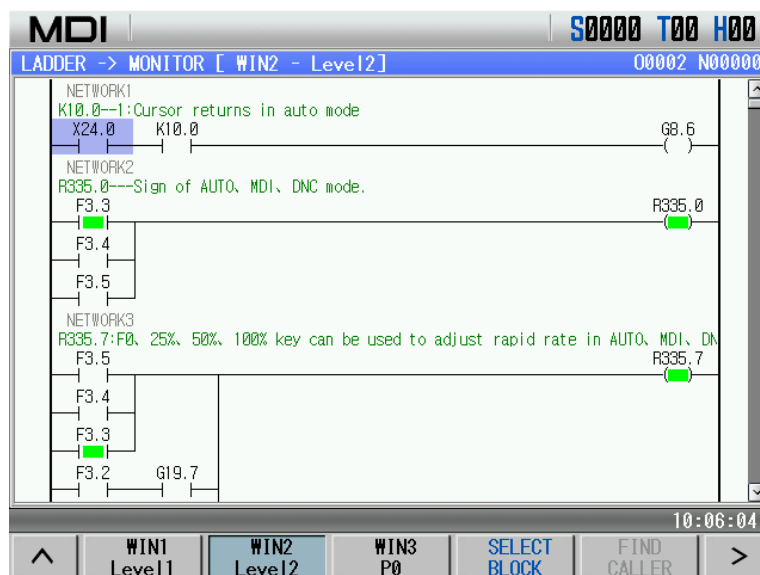 MDI S0000 T00 H00
LADDER -> MONITOR [ WIN2 - Level2] O0002 N00000
NETWORK1
K10.0--1:Cursor returns in auto mode
X24.0 K10.0 G8.6
NETWORK2
R335.0---Sign of AUTO、MDI、DNC mode.
F3.3 R335.0
F3.4
F3.5
NETWORK3
R335.7:F0、25%、50%、100% key can be used to adjust rapid rate in AUTO、MDI、DN
F3.5 R335.7
F3.4
F3.3
F3.2 G19.7
10:06:04
WIN1 WIN2 WIN3 SELECT FIND
Level1 Level2 P0 BLOCK CALLER